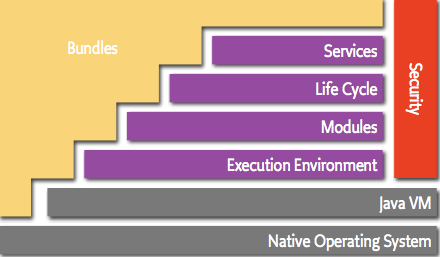 Bundles
Services
Life Cycle
Modules
Execution Environment
Security
Java VM
Native Operating System